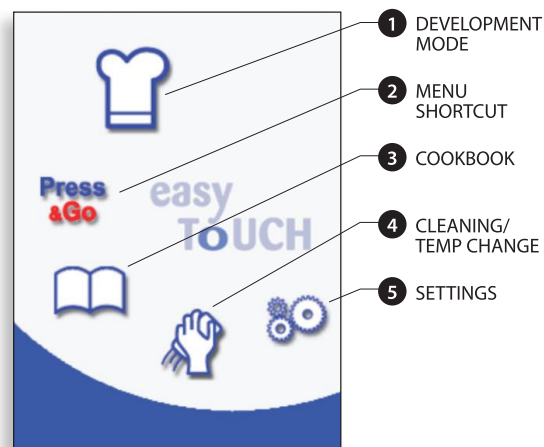 1 DEVELOPMENT
MODE
2 MENU
SHORTCUT
3 COOKBOOK
4 CLEANING/
TEMP CHANGE
5 SETTINGS
Press
&Go
easy
ToUCH